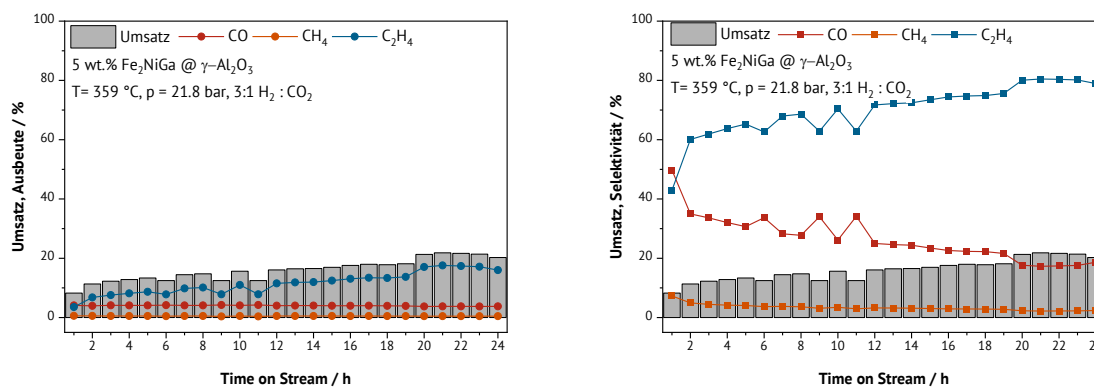 100
80
60
40
20
0
Umsatz, Ausbeute / %
Umsatz CO CH₄ C₂H₄
5 wt.% Fe₂NiGa @ γ–Al₂O₃
T= 359 °C, p = 21.8 bar, 3:1 H₂ : CO₂
2 4 6 8 10 12 14 16 18 20 22 24
Time on Stream / h
100
80
60
40
20
0
Umsatz, Selektivität / %
Umsatz CO CH₄ C₂H₄
5 wt.% Fe₂NiGa @ γ–Al₂O₃
T= 359 °C, p = 21.8 bar, 3:1 H₂ : CO₂
2 4 6 8 10 12 14 16 18 20 22 2
Time on Stream / h